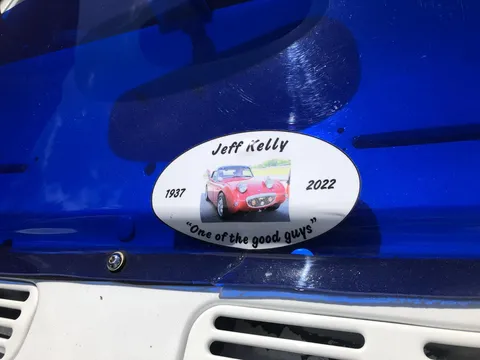 Jeff Kelly
1937 2022
"One of the good guys"